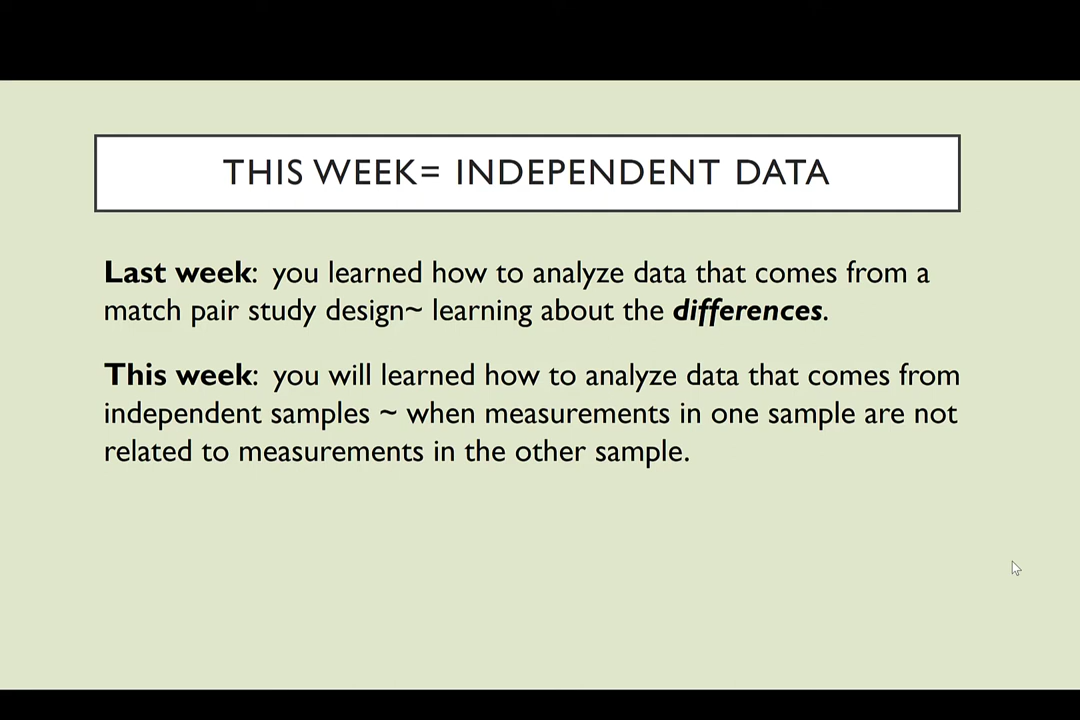 THIS WEEK= INDEPENDENT DATA
Last week: you learned how to analyze data that comes from a
match pair study design~ learning about the differences.
This week: you will learned how to analyze data that comes from
independent samples ~ when measurements in one sample are not
related to measurements in the other sample.